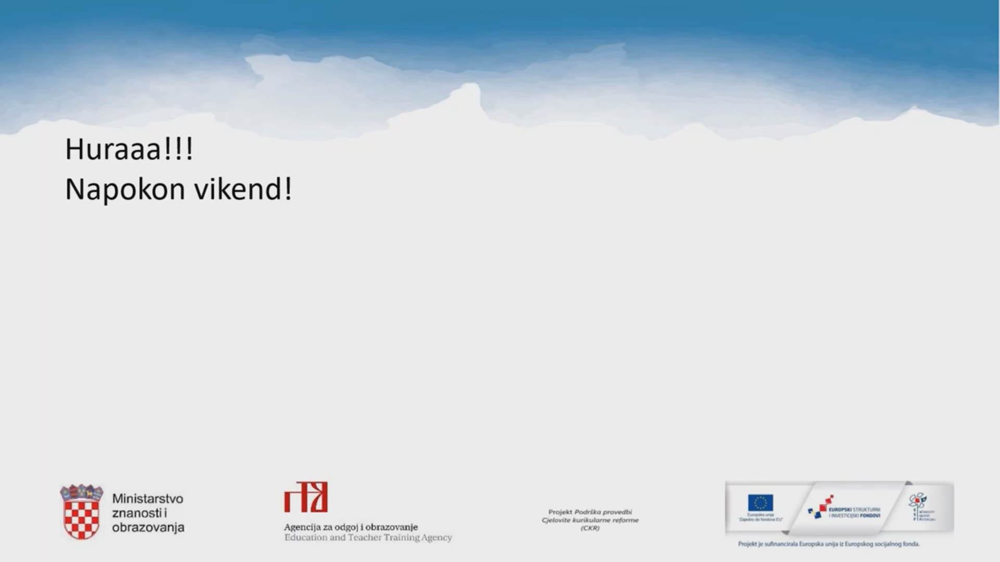 Huraaa!!!
Napokon vikend!
Ministarstvo
znanosti i
obrazovanja
Agencija za odgoj i obrazovanje
Education and Teacher Training Agency
Projekt Podrška provedbi
Cjelovite kurikularne reforme
(CKR)
Europska unija
"Zajedno do fondova EU"
EUROPSKI STRUKTURNI
I INVESTICIJSKI FONDOVI
Projekt je sufinancirala Europska unija iz Europskog socijalnog fonda.